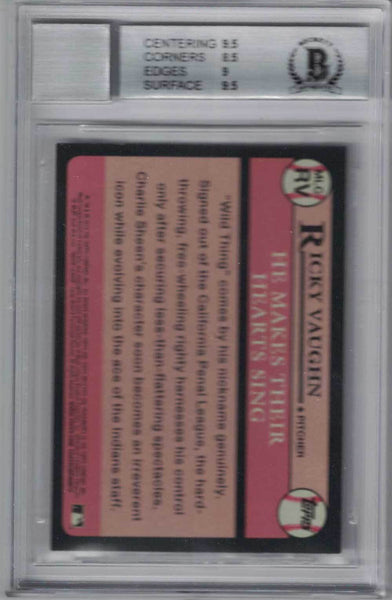 CENTERING 9.5
CORNERS 8.5
EDGES 9
SURFACE 9.5
BECKETT
B
MLC
RV
RICKY VAUGHN
♦ PITCHER
HE MAKES THEIR
HEARTS SING
Topps
"Wild Thing" comes by his nickname genuinely.
Signed out of the California Penal League, the hard-
throwing, free-wheeling righty harnesses his control
only after securing less-than-flattering spectacles.
Charlie Sheen's character soon becomes an irreverent
icon while evolving into the ace of the Indians staff.